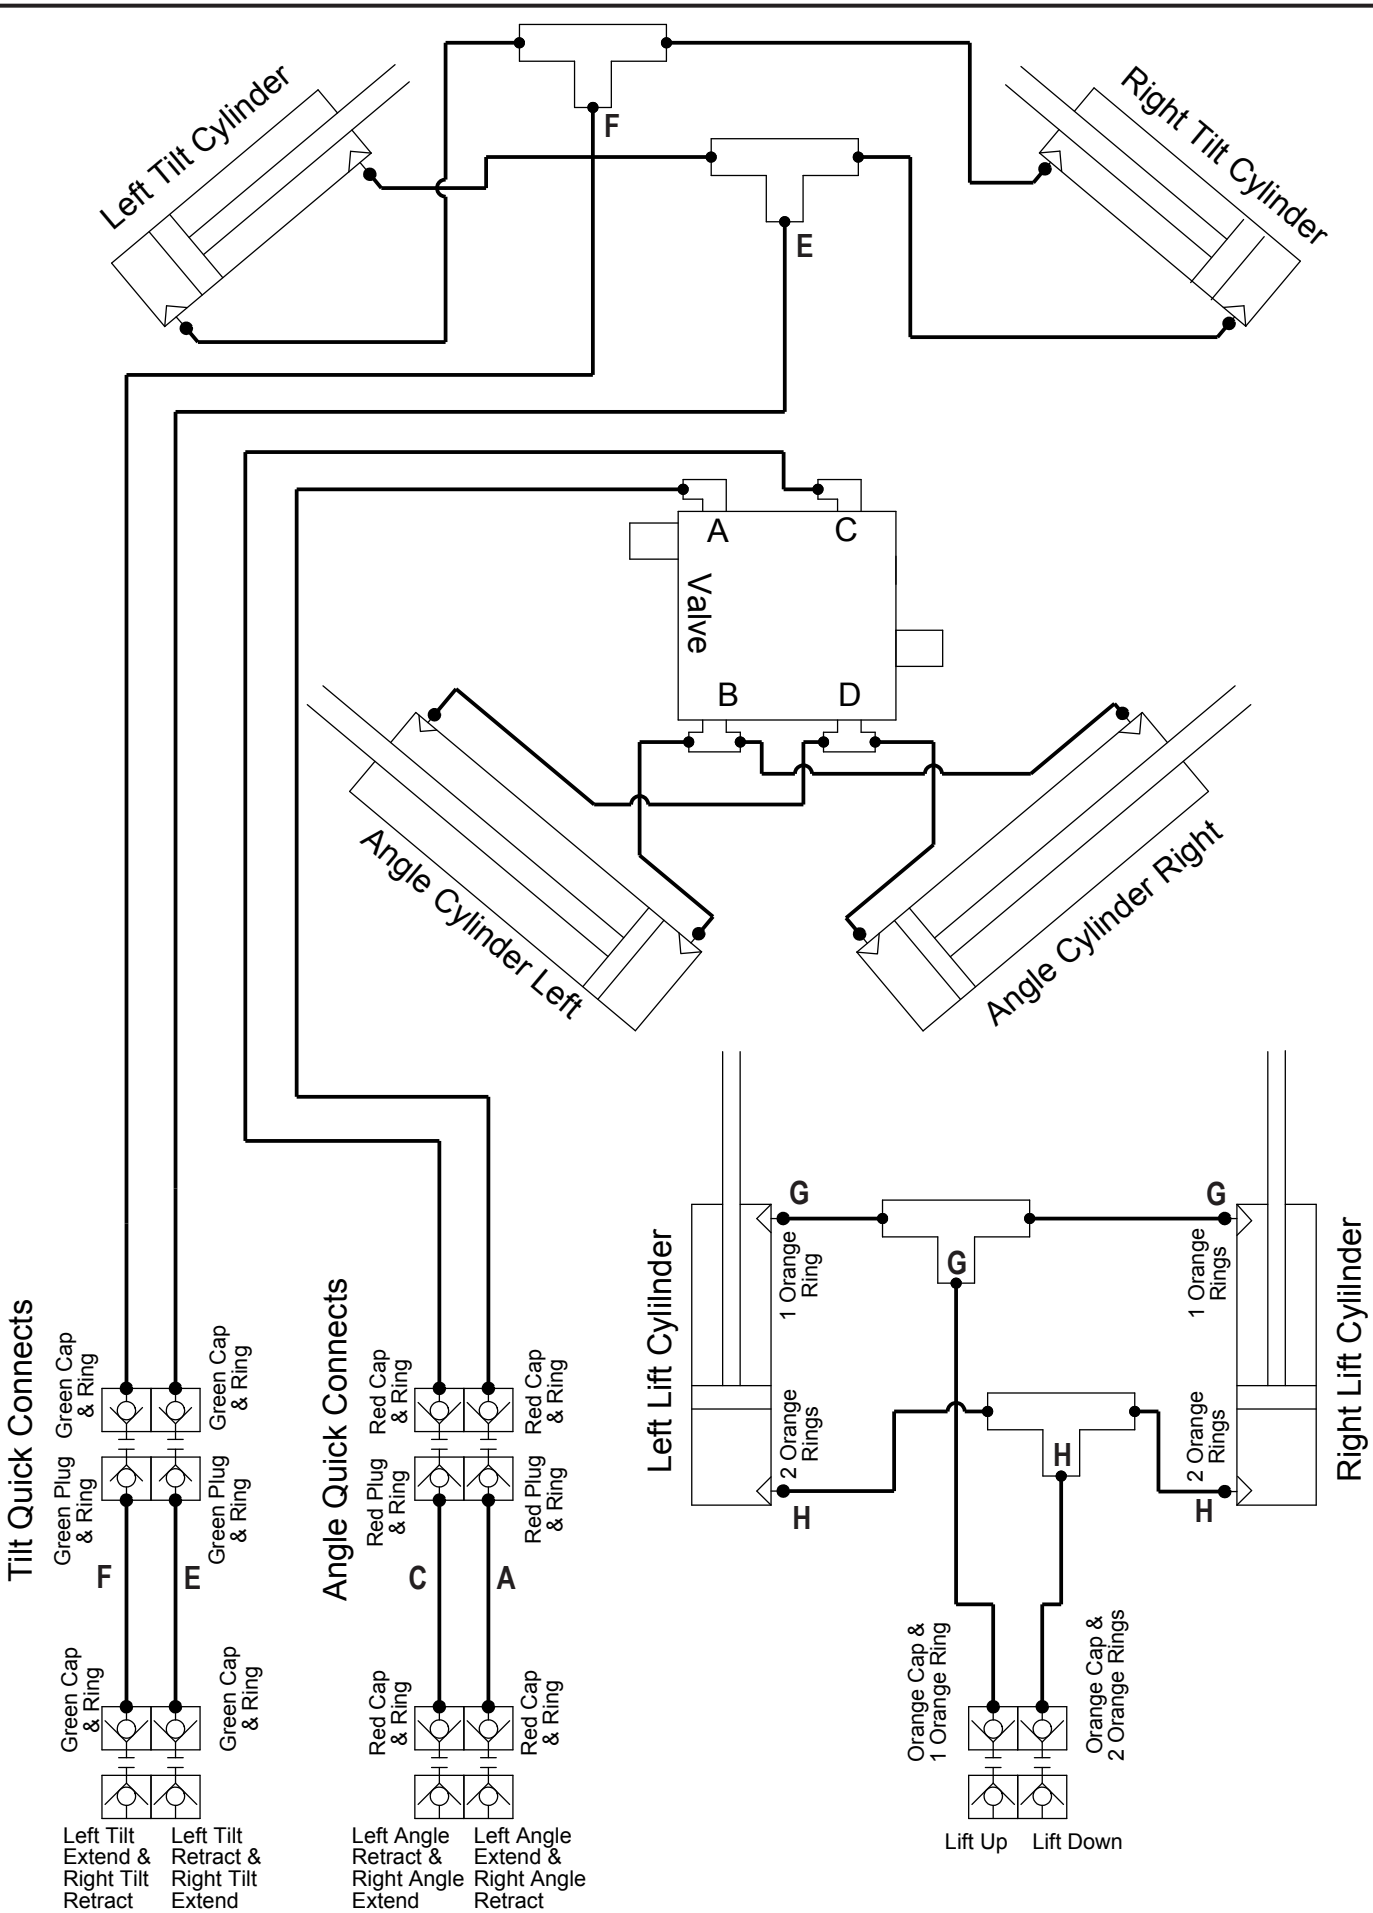 Left Tilt Cylinder
Right Tilt Cylinder
F
E
A
C
Valve
B
D
Angle Cylinder Left
Angle Cylinder Right
Left Lift Cylilnder
G
1 Orange
Ring
G
G
1 Orange
Rings
Right Lift Cylilnder
2 Orange
Rings
H
H
2 Orange
Rings
H
Tilt Quick Connects
Green Cap
& Ring
Green Cap
& Ring
Green Plug
& Ring
Green Plug
& Ring
F
E
Green Cap
& Ring
Green Cap
& Ring
Left Tilt
Extend &
Right Tilt
Retract
Left Tilt
Retract &
Right Tilt
Extend
Angle Quick Connects
Red Cap
& Ring
Red Cap
& Ring
Red Plug
& Ring
Red Plug
& Ring
C
A
Red Cap
& Ring
Red Cap
& Ring
Left Angle
Retract &
Right Angle
Extend
Left Angle
Extend &
Right Angle
Retract
Orange Cap &
1 Orange Ring
Orange Cap &
2 Orange Rings
Lift Up
Lift Down